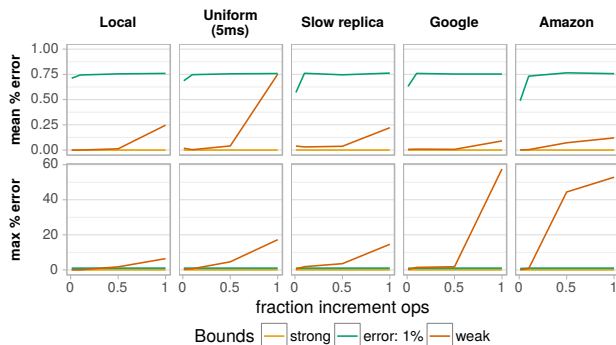 Local Uniform (5ms) Slow replica Google Amazon
mean % error
1.00
0.75
0.50
0.25
0.00
max % error
60
40
20
0
0 0.5 1 0 0.5 1 0 0.5 1 0 0.5 1 0 0.5 1
fraction increment ops
Bounds strong error: 1% weak